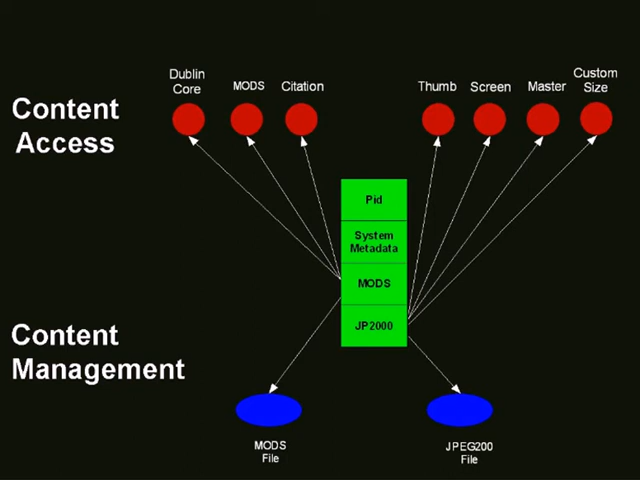 Dublin
Core
MODS
Citation
Thumb
Screen
Master
Custom
Size
Content
Access
Pid
System
Metadata
MODS
JP2000
Content
Management
MODS
File
JPEG200
File